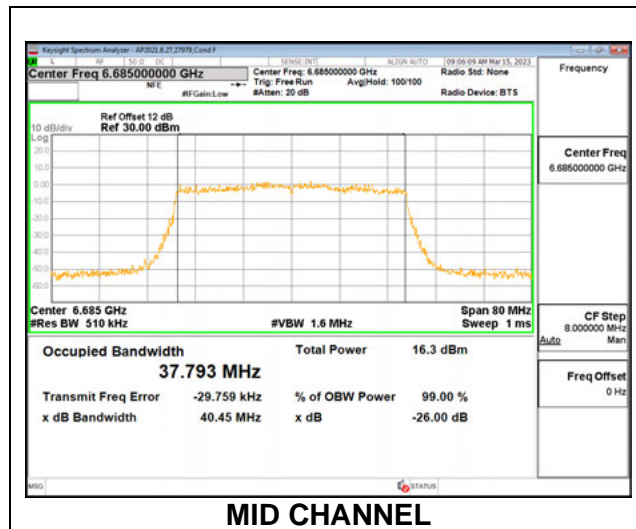 Keysight Spectrum Analyzer - AP2021.8.27,27979,Cond F
L RF 50 Ω DC SENSE:INT ALIGN AUTO 09:06:09 AM Mar 15, 2023
Center Freq 6.685000000 GHz
NFE
#IFGain:Low
Center Freq: 6.685000000 GHz
Trig: Free Run Avg|Hold: 100/100
#Atten: 20 dB
Radio Std: None
Radio Device: BTS
Frequency
Ref Offset 12 dB
10 dB/div Ref 30.00 dBm
Log
20.0
10.0
0.00
-10.0
-20.0
-30.0
-40.0
-50.0
-60.0
Center Freq
6.685000000 GHz
Center 6.685 GHz Span 80 MHz
#Res BW 510 kHz #VBW 1.6 MHz Sweep 1 ms
CF Step
8.000000 MHz
Auto Man
Freq Offset
0 Hz
Occupied Bandwidth Total Power 16.3 dBm
37.793 MHz
Transmit Freq Error -29.759 kHz % of OBW Power 99.00 %
x dB Bandwidth 40.45 MHz x dB -26.00 dB
MSG STATUS
MID CHANNEL